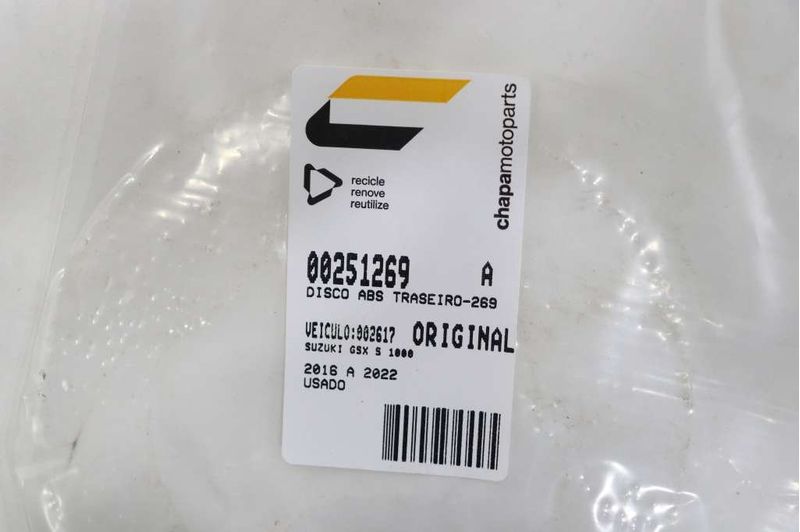 chapamotoparts
recicle
renove
reutilize
00251269 A
DISCO ABS TRASEIRO-269
VEICULO:002617 ORIGINAL
SUZUKI GSX S 1000
2016 A 2022
USADO